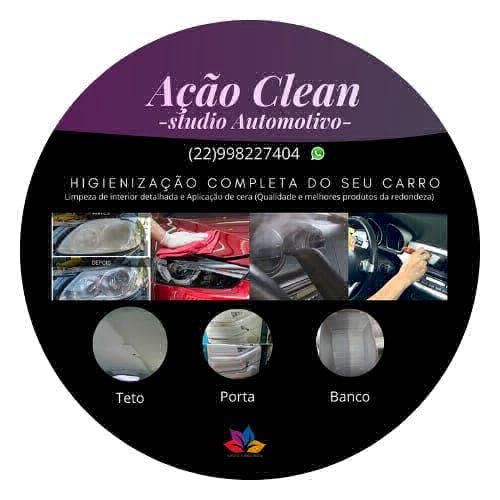 Ação Clean
-studio Automotivo-
(22)998227404
HIGIENIZAÇÃO COMPLETA DO SEU CARRO
Limpeza de interior detalhada e Aplicação de cera (Qualidade e melhores produtos da redondeza)
ANTES
DEPOIS
Teto
Porta
Banco